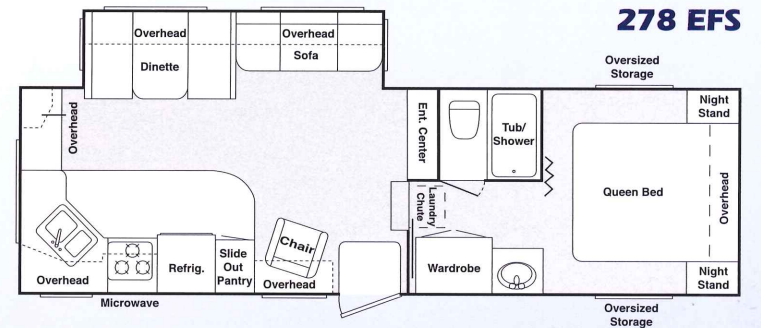 278 EFS
Overhead
Dinette
Overhead
Sofa
Oversized
Storage
Overhead
Ent. Center
Tub/
Shower
Night
Stand
Queen Bed
Overhead
Laundry
Chute
Chair
Overhead
Microwave
Refrig.
Slide
Out
Pantry
Overhead
Wardrobe
Night
Stand
Oversized
Storage